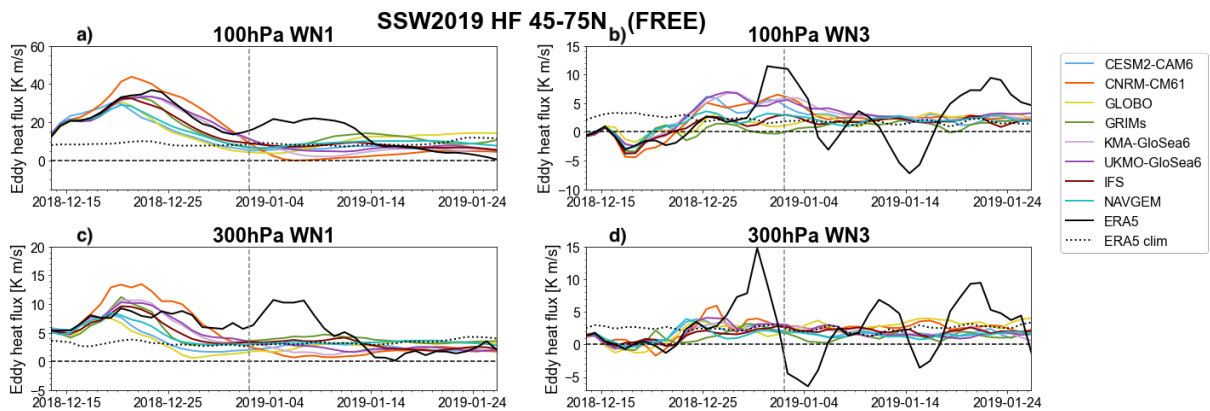 SSW2019 HF 45-75N (FREE)
a) 100hPa WN1
Eddy heat flux [K m/s]
60
40
20
0
2018-12-15 2018-12-25 2019-01-04 2019-01-14 2019-01-24
b) 100hPa WN3
Eddy heat flux [K m/s]
15
10
5
0
−5
−10
2018-12-15 2018-12-25 2019-01-04 2019-01-14 2019-01-24
CESM2-CAM6
CNRM-CM61
GLOBO
GRIMs
KMA-GloSea6
UKMO-GloSea6
IFS
NAVGEM
ERA5
ERA5 clim
c) 300hPa WN1
Eddy heat flux [K m/s]
20
15
10
5
0
−5
2018-12-15 2018-12-25 2019-01-04 2019-01-14 2019-01-24
d) 300hPa WN3
Eddy heat flux [K m/s]
15
10
5
0
−5
2018-12-15 2018-12-25 2019-01-04 2019-01-14 2019-01-24